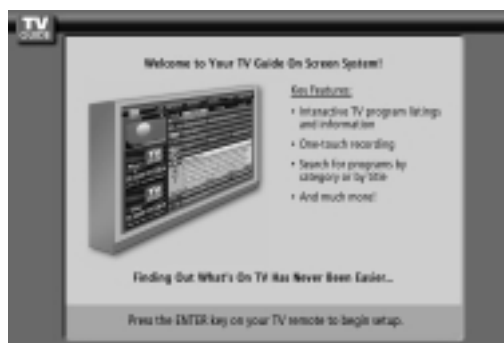 TV
GUIDE
Welcome to Your TV Guide On Screen System!
Key Features:
• Interactive TV program listings
and information
• One-touch recording
• Search for programs by
category or by title
• And much more!
TV
TV
Finding Out What's On TV Has Never Been Easier...
Press the ENTER key on your TV remote to begin setup.